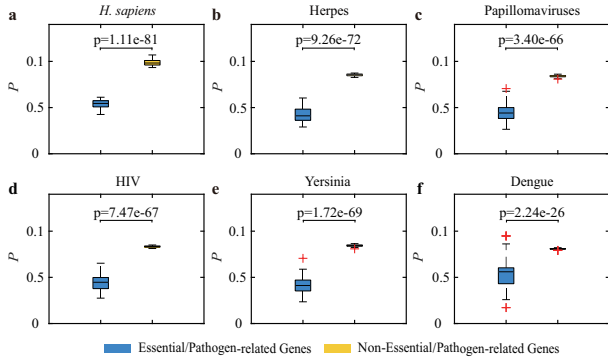 a H. sapiens
p=1.11e-81
0.1
0.5
0
P
b Herpes
p=9.26e-72
0.1
0.5
0
P
c Papillomaviruses
p=3.40e-66
0.1
0.5
0
P
d HIV
p=7.47e-67
0.1
0.5
0
P
e Yersinia
p=1.72e-69
0.1
0.5
0
P
f Dengue
p=2.24e-26
0.1
0.5
0
P
Essential/Pathogen-related Genes Non-Essential/Pathogen-related Genes